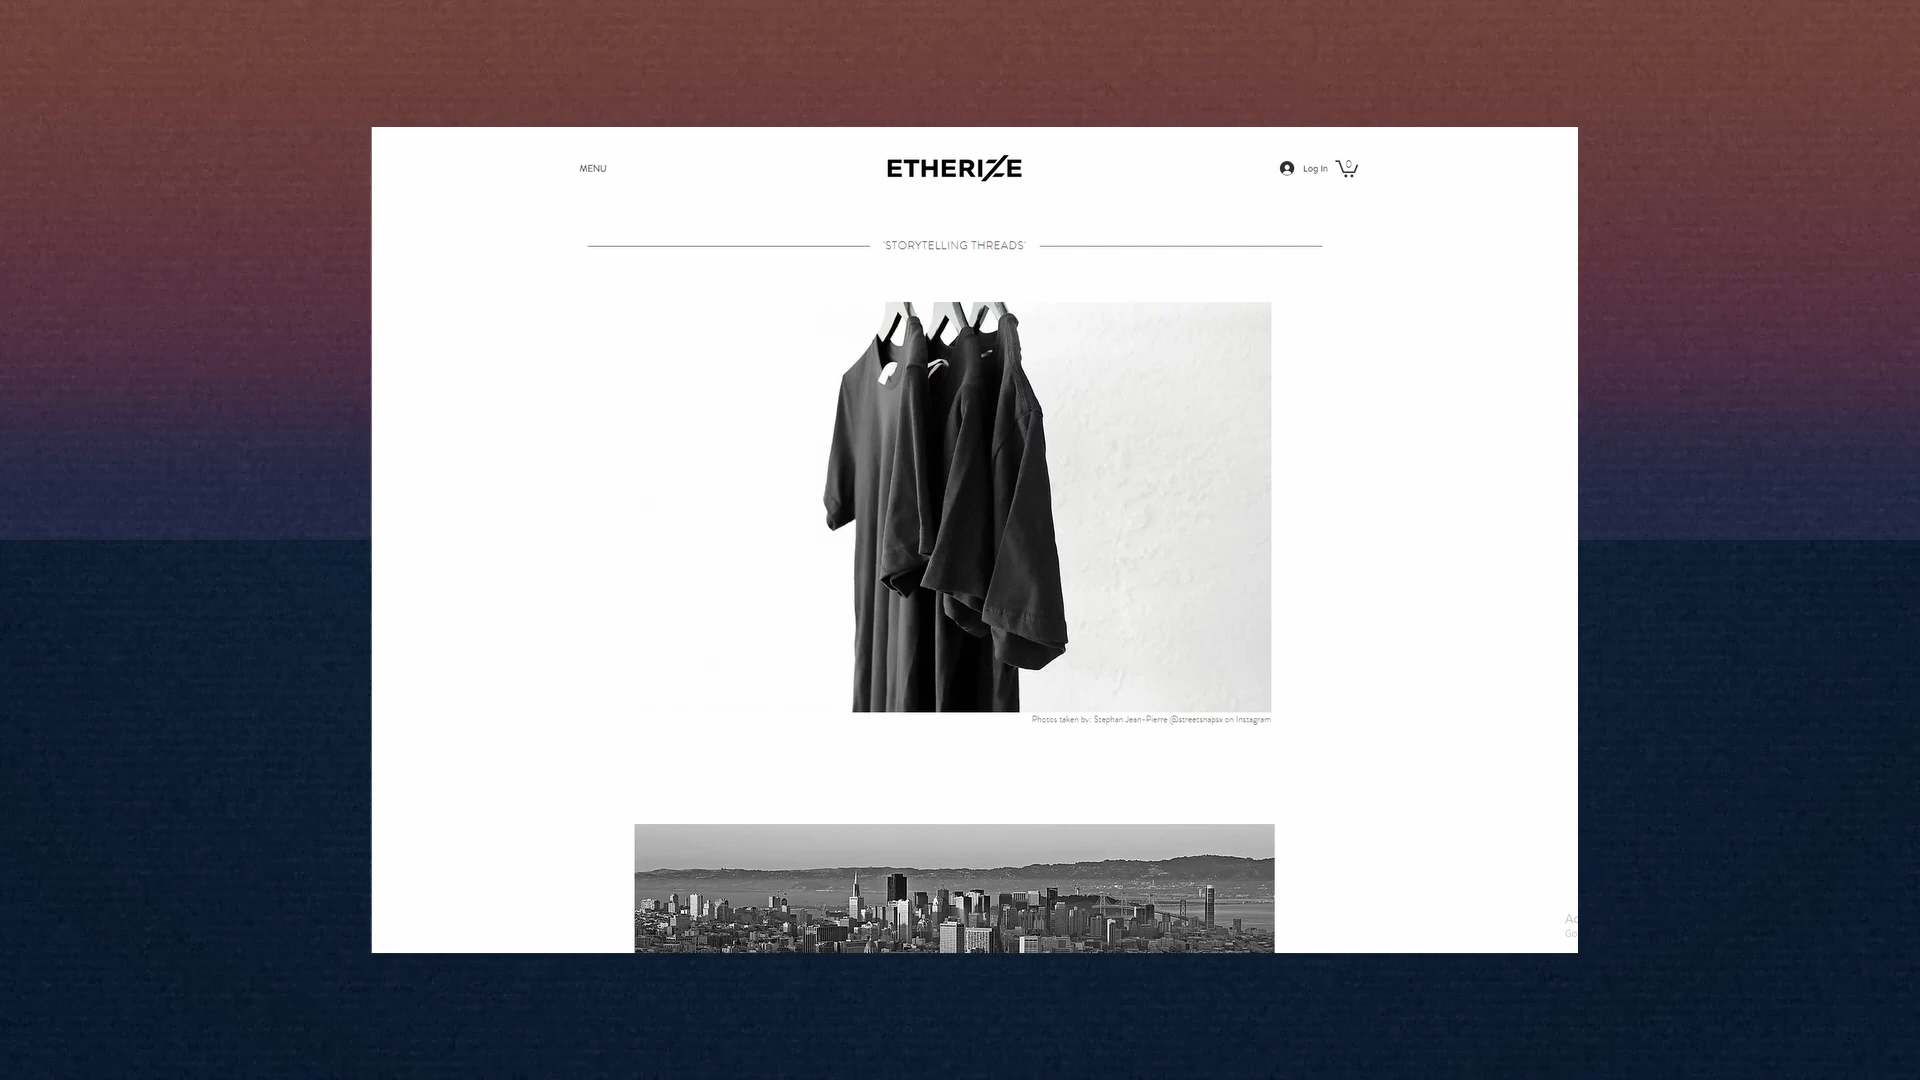 MENU
ETHERIZE
Log In
0
'STORYTELLING THREADS'
Photos taken by: Stephan Jean-Pierre @streetsnapsx on Instagram